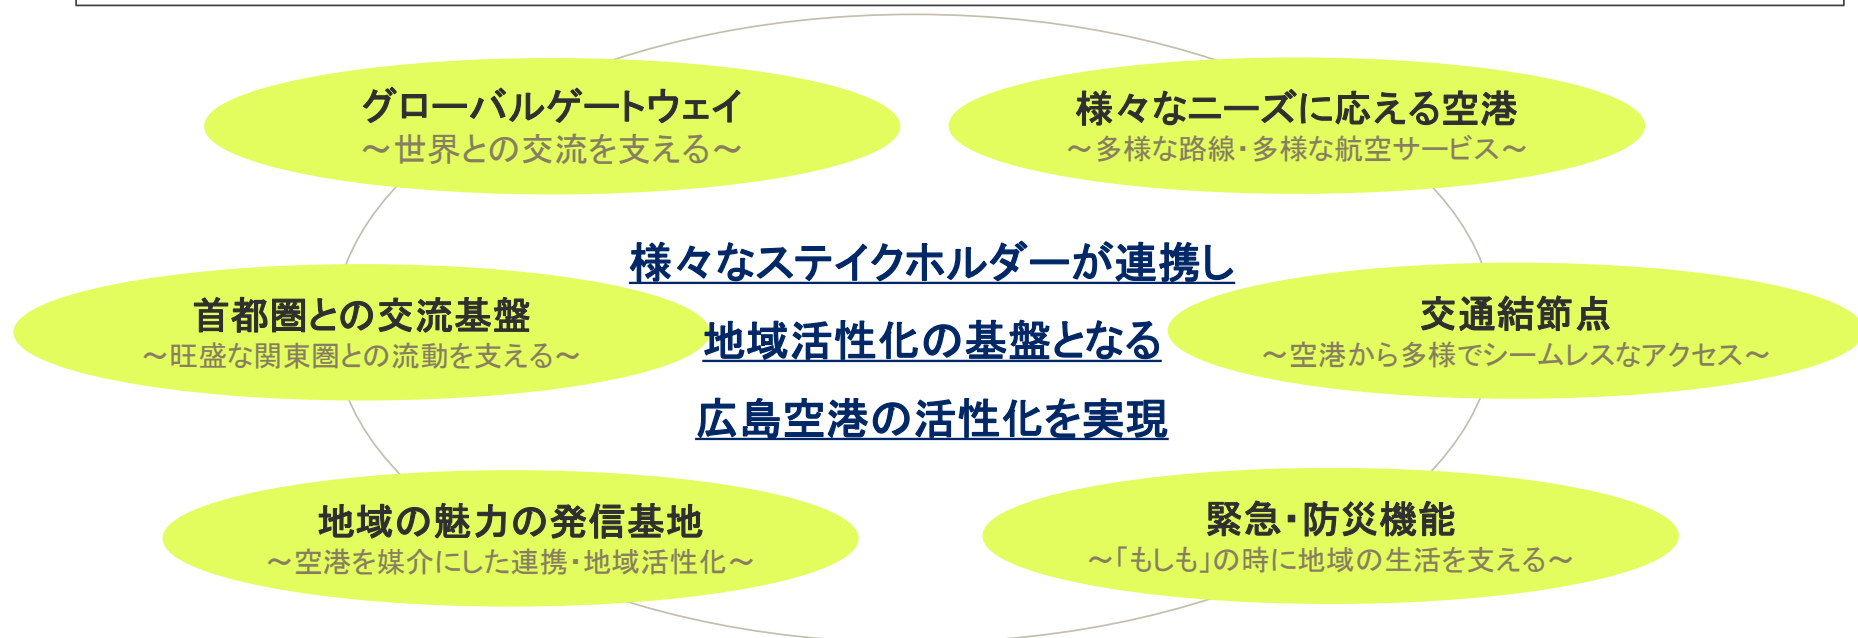 グローバルゲートウェイ
～世界との交流を支える～
様々なニーズに応える空港
～多様な路線・多様な航空サービス～
様々なステイクホルダーが連携し
地域活性化の基盤となる
広島空港の活性化を実現
首都圏との交流基盤
～旺盛な関東圏との流動を支える～
交通結節点
～空港から多様でシームレスなアクセス～
地域の魅力の発信基地
～空港を媒介にした連携・地域活性化～
緊急・防災機能
～「もしも」の時に地域の生活を支える～